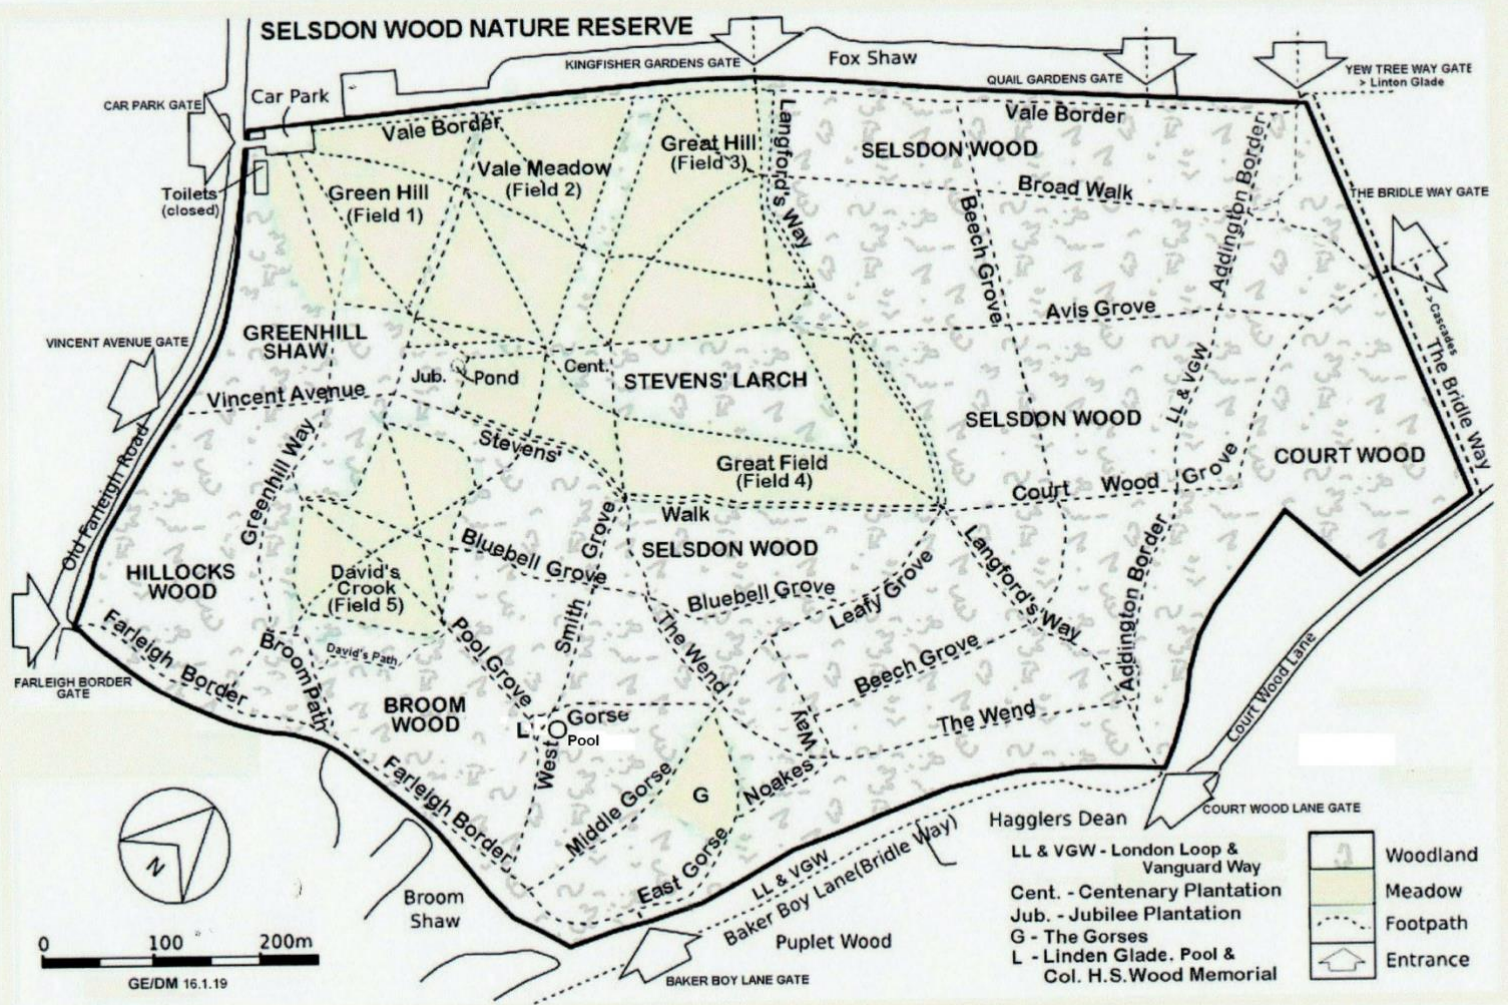 SELSDON WOOD NATURE RESERVE
KINGFISHER GARDENS GATE
Fox Shaw
QUAIL GARDENS GATE
YEW TREE WAY GATE
> Linton Glade
CAR PARK GATE
Car Park
Vale Border
Langford's Way
Vale Border
Great Hill
(Field 3)
SELSDON WOOD
Addington Border
Vale Meadow
(Field 2)
Toilets
(closed)
Green Hill
(Field 1)
Broad Walk
THE BRIDLE WAY GATE
Beech Grove
Avis Grove
> Cascades
VINCENT AVENUE GATE
GREENHILL
SHAW
Cent.
Jub.
Pond
STEVENS' LARCH
LL & VGW
The Bridle Way
Vincent Avenue
SELSDON WOOD
Stevens'
Greenhill Way
Great Field
(Field 4)
COURT WOOD
Old Farleigh Road
Court Wood Grove
Walk
Bluebell Grove
Smith Grove
SELSDON WOOD
Langford's Way
Addington Border
HILLOCKS
WOOD
David's
Crook
(Field 5)
Bluebell Grove
Leafy Grove
Farleigh Border
Broom Path
David's Path
Pool Grove
The Wend
Beech Grove
FARLEIGH BORDER
GATE
BROOM
WOOD
L
Gorse
Pool
Way
The Wend
Court Wood Lane
West
Farleigh Border
Middle Gorse
G
Noakes
East Gorse
N
Hagglers Dean
COURT WOOD LANE GATE
LL & VGW
Baker Boy Lane(Bridle Way)
Broom
Shaw
Puplet Wood
BAKER BOY LANE GATE
0 100 200m
GE/DM 16.1.19
LL & VGW - London Loop &
Vanguard Way
Cent. - Centenary Plantation
Jub. - Jubilee Plantation
G - The Gorses
L - Linden Glade. Pool &
Col. H.S.Wood Memorial
Woodland
Meadow
Footpath
Entrance